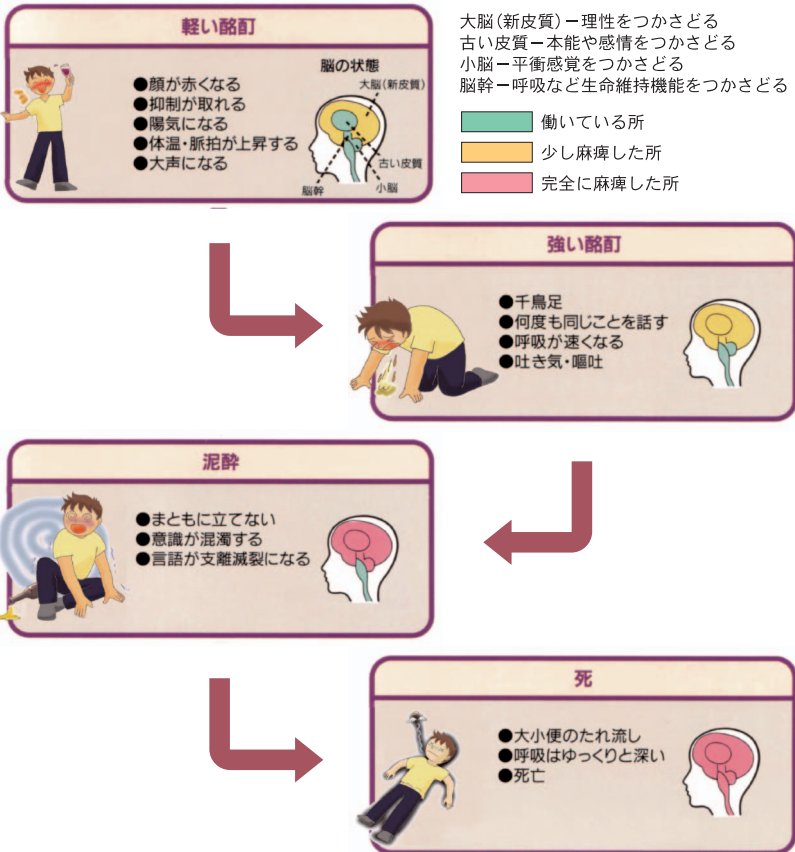 軽い酩酊
●顔が赤くなる
●抑制が取れる
●陽気になる
●体温・脈拍が上昇する
●大声になる
脳の状態
大脳(新皮質)
古い皮質
小脳
脳幹
大脳(新皮質)－理性をつかさどる
古い皮質－本能や感情をつかさどる
小脳－平衡感覚をつかさどる
脳幹－呼吸など生命維持機能をつかさどる
働いている所
少し麻痺した所
完全に麻痺した所
強い酩酊
●千鳥足
●何度も同じことを話す
●呼吸が速くなる
●吐き気・嘔吐
泥酔
●まともに立てない
●意識が混濁する
●言語が支離滅裂になる
死
●大小便のたれ流し
●呼吸はゆっくりと深い
●死亡